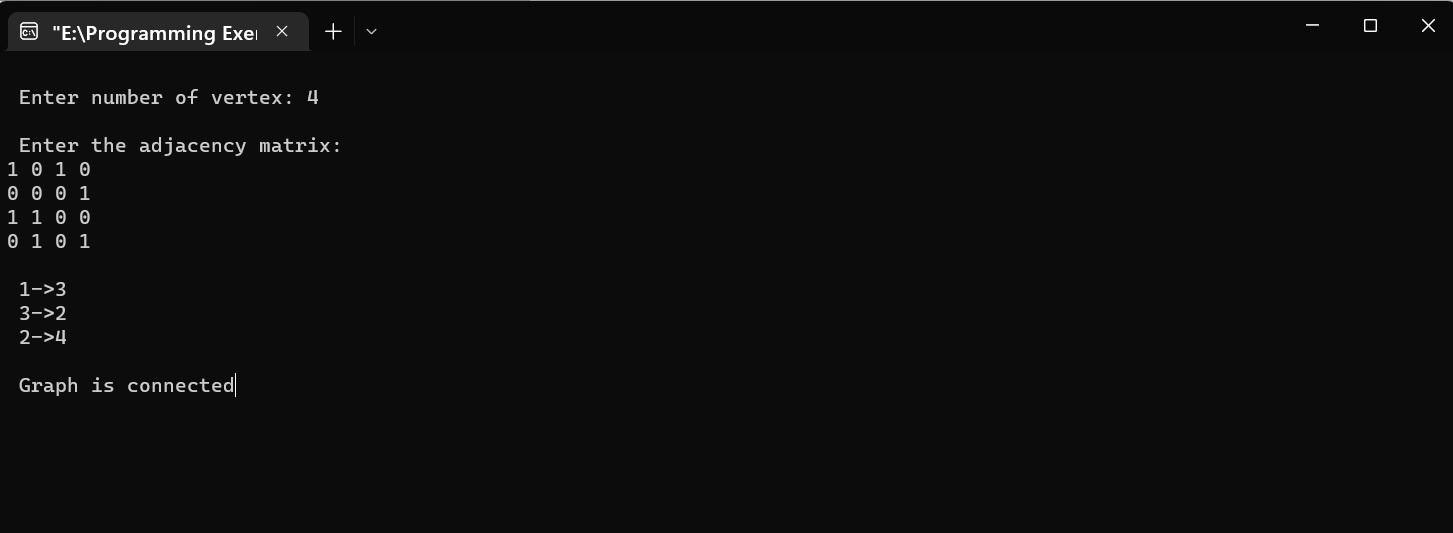 "E:\Programming Exer
Enter number of vertex: 4
Enter the adjacency matrix:
1 0 1 0
0 0 0 1
1 1 0 0
0 1 0 1
1->3
3->2
2->4
Graph is connected